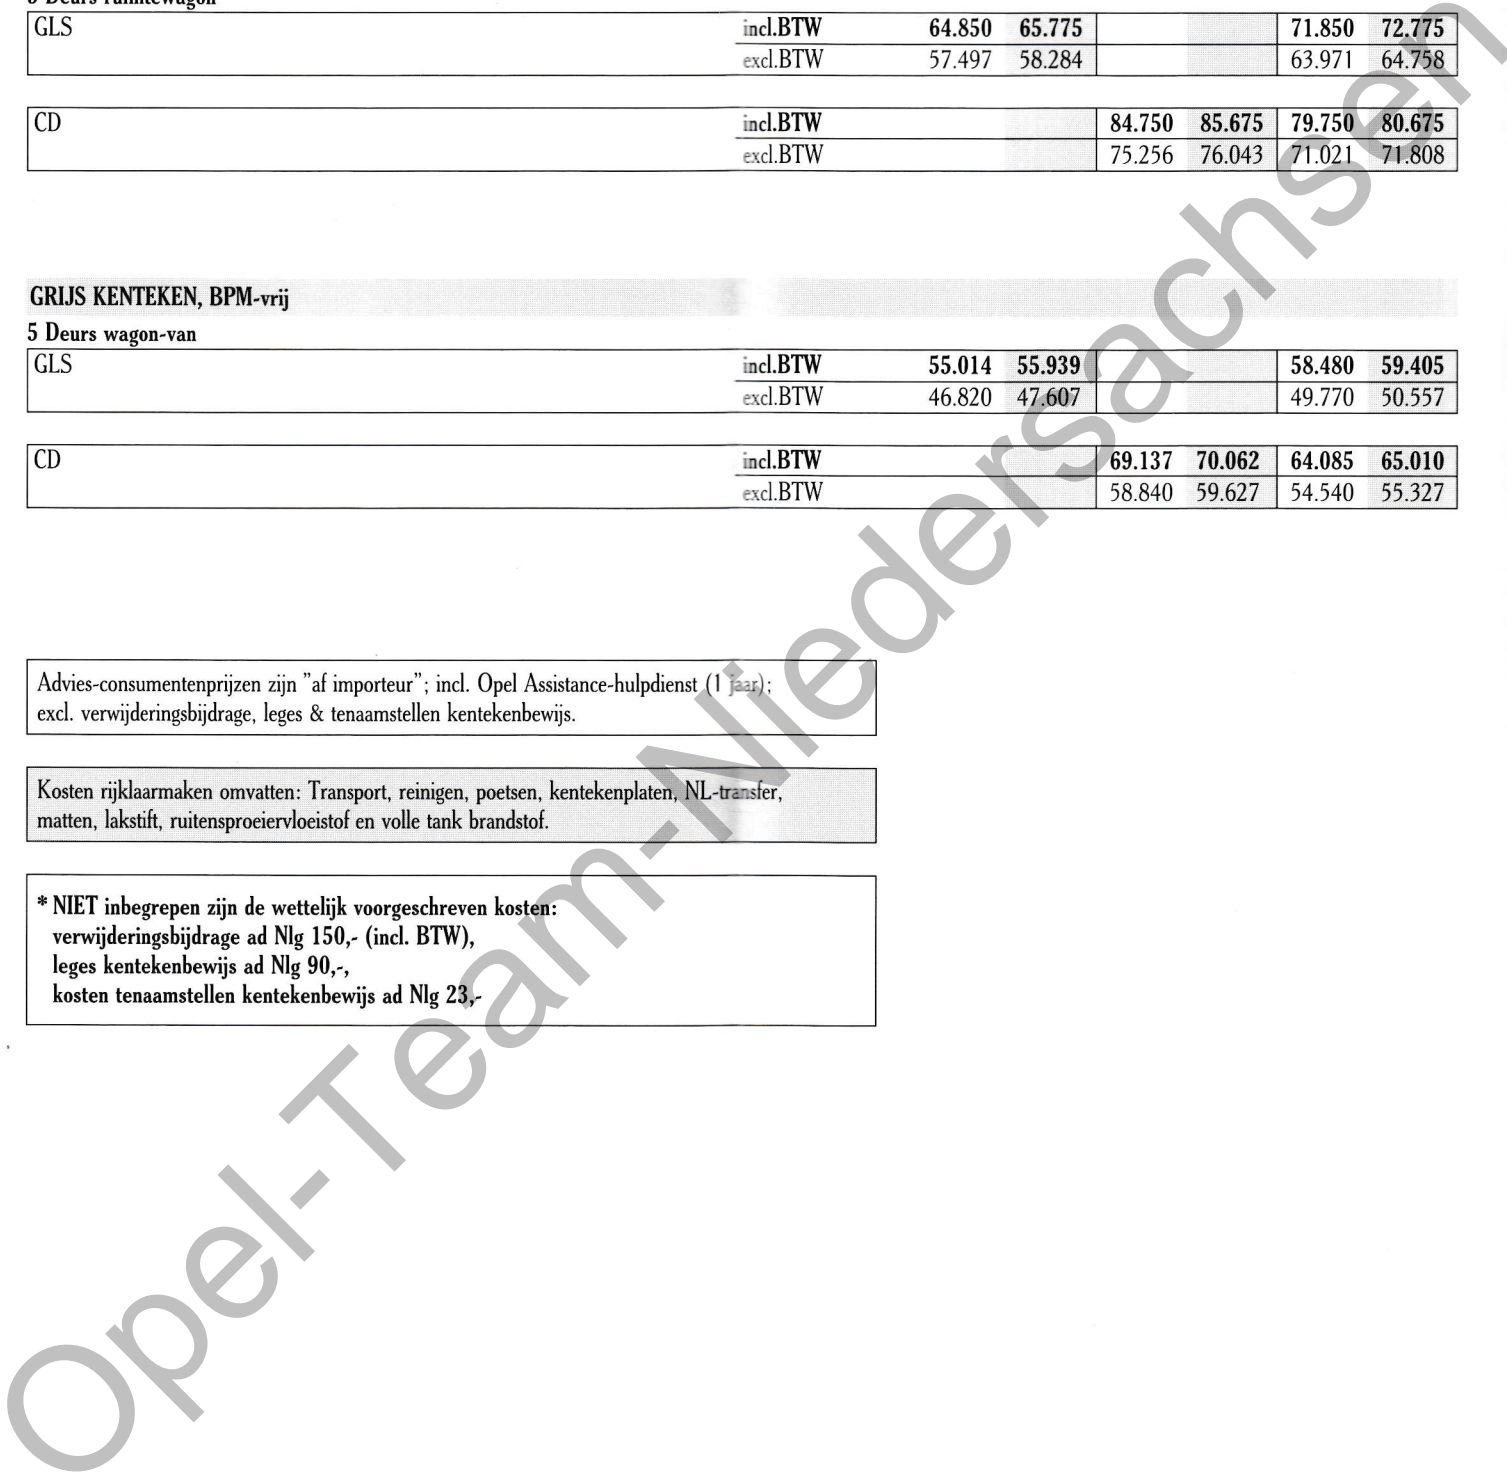 5 Deurs ruimtewagon
GLS incl.BTW 64.850 65.775 71.850 72.775
excl.BTW 57.497 58.284 63.971 64.758
CD incl.BTW 84.750 85.675 79.750 80.675
excl.BTW 75.256 76.043 71.021 71.808
GRIJS KENTEKEN, BPM-vrij
5 Deurs wagon-van
GLS incl.BTW 55.014 55.939 58.480 59.405
excl.BTW 46.820 47.607 49.770 50.557
CD incl.BTW 69.137 70.062 64.085 65.010
excl.BTW 58.840 59.627 54.540 55.327
Advies-consumentenprijzen zijn "af importeur"; incl. Opel Assistance-hulpdienst (1 jaar);
excl. verwijderingsbijdrage, leges & tenaamstellen kentekenbewijs.
Kosten rijklaarmaken omvatten: Transport, reinigen, poetsen, kentekenplaten, NL-transfer,
matten, lakstift, ruitensproeiervloeistof en volle tank brandstof.
* NIET inbegrepen zijn de wettelijk voorgeschreven kosten:
verwijderingsbijdrage ad Nlg 150,- (incl. BTW),
leges kentekenbewijs ad Nlg 90,-,
kosten tenaamstellen kentekenbewijs ad Nlg 23,-
Opel-Team-Niedersachsen